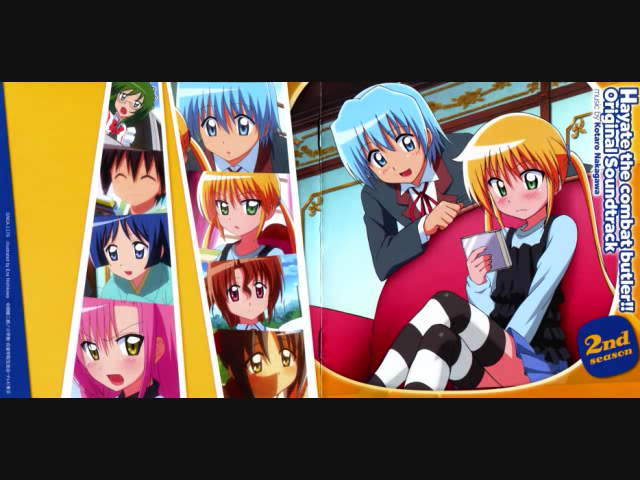 Hayate the combat butler!!
Original Soundtrack
music by Kotaro Nakagawa
2nd
season